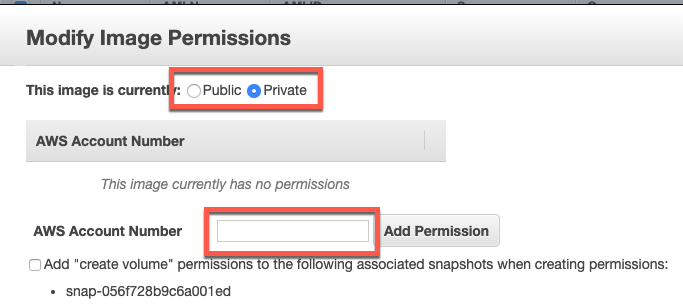 Modify Image Permissions
This image is currently: Public Private
AWS Account Number
This image currently has no permissions
AWS Account Number Add Permission
Add "create volume" permissions to the following associated snapshots when creating permissions:
• snap-056f728b9c6a001ed